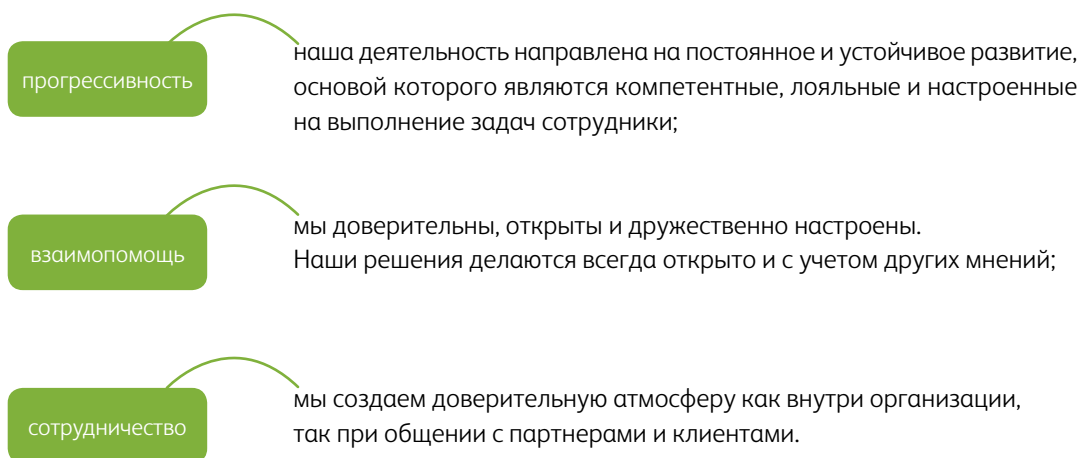 прогрессивность
наша деятельность направлена на постоянное и устойчивое развитие,
основой которого являются компетентные, лояльные и настроенные
на выполнение задач сотрудники;
взаимопомощь
мы доверительны, открыты и дружественно настроены.
Наши решения делаются всегда открыто и с учетом других мнений;
сотрудничество
мы создаем доверительную атмосферу как внутри организации,
так при общении с партнерами и клиентами.